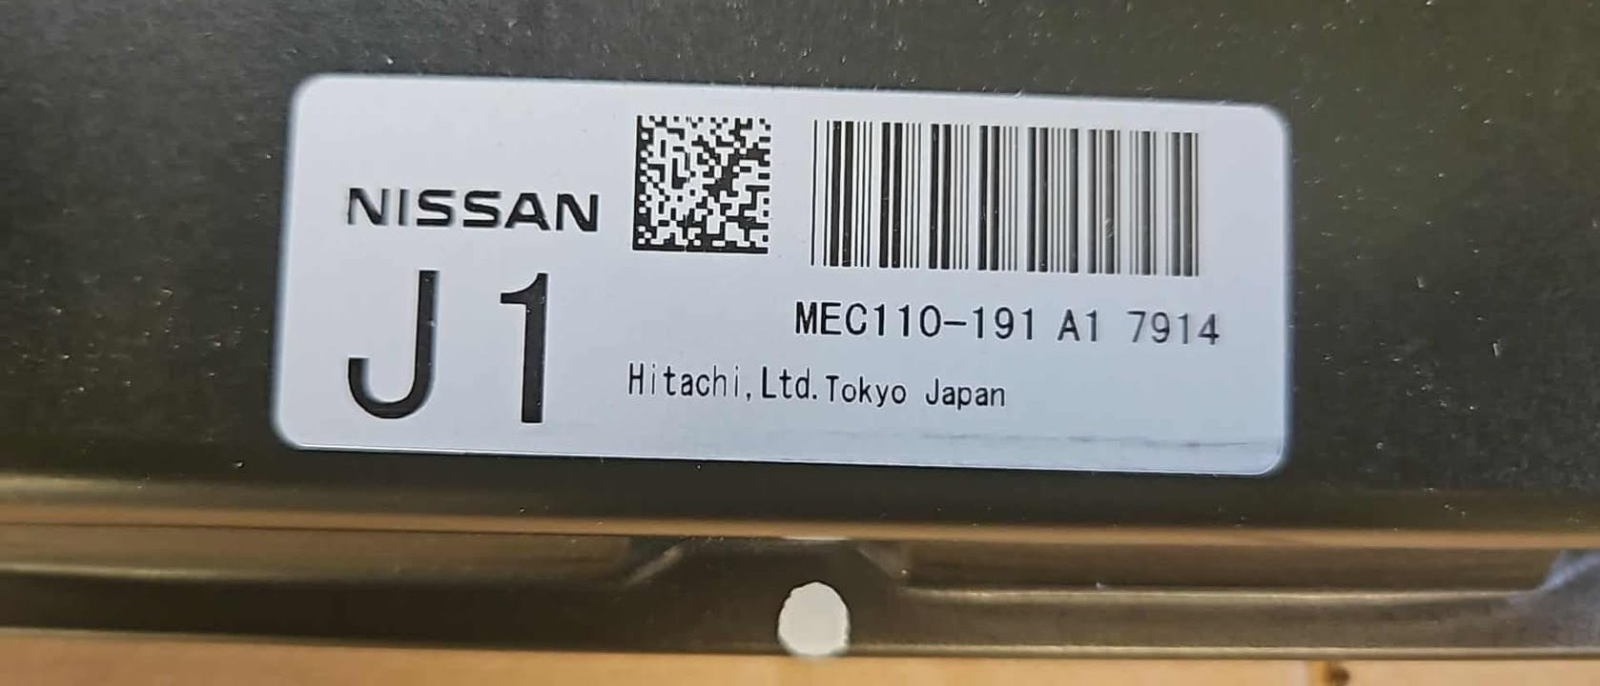 NISSAN
J1
MEC110-191 A1 7914
Hitachi,Ltd.Tokyo Japan